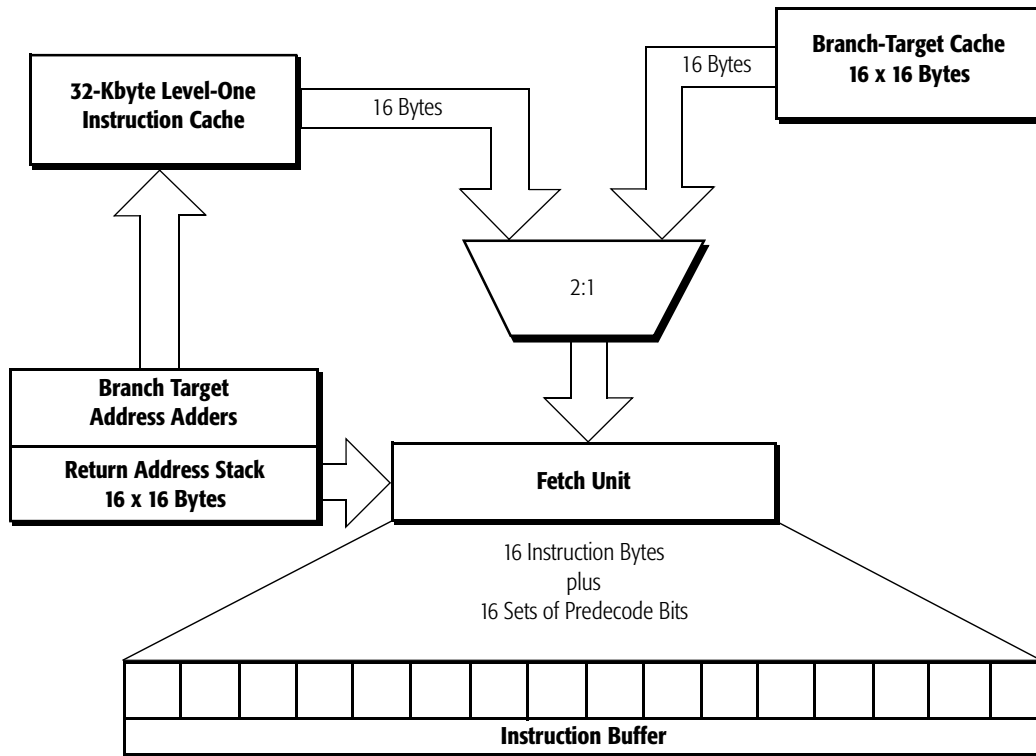 Branch-Target Cache
16 x 16 Bytes
32-Kbyte Level-One
Instruction Cache
16 Bytes
16 Bytes
2:1
Branch Target
Address Adders
Return Address Stack
16 x 16 Bytes
Fetch Unit
16 Instruction Bytes
plus
16 Sets of Predecode Bits
Instruction Buffer